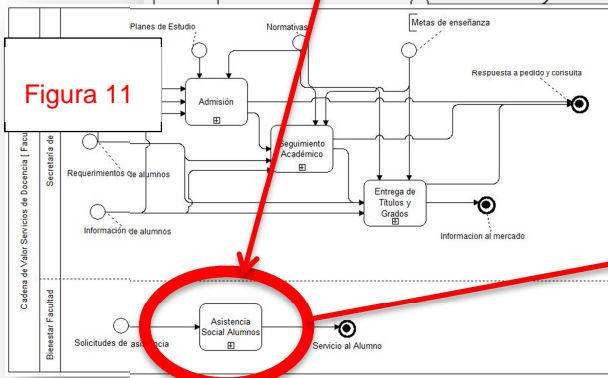 Planes de Estudio
Normativas
Metas de enseñanza
Figura 11
Respuesta a pedido y consulta
Admisión
Seguimiento
Académico
Requerimientos de alumnos
Entrega de
Títulos y
Grados
Información de alumnos
Informacion al mercado
Cadena de Valor Servicios de Docencia [ Facu
Secretaría de
Bienestar Facultad
Asistencia
Social Alumnos
Solicitudes de asistencia
Servicio al Alumno